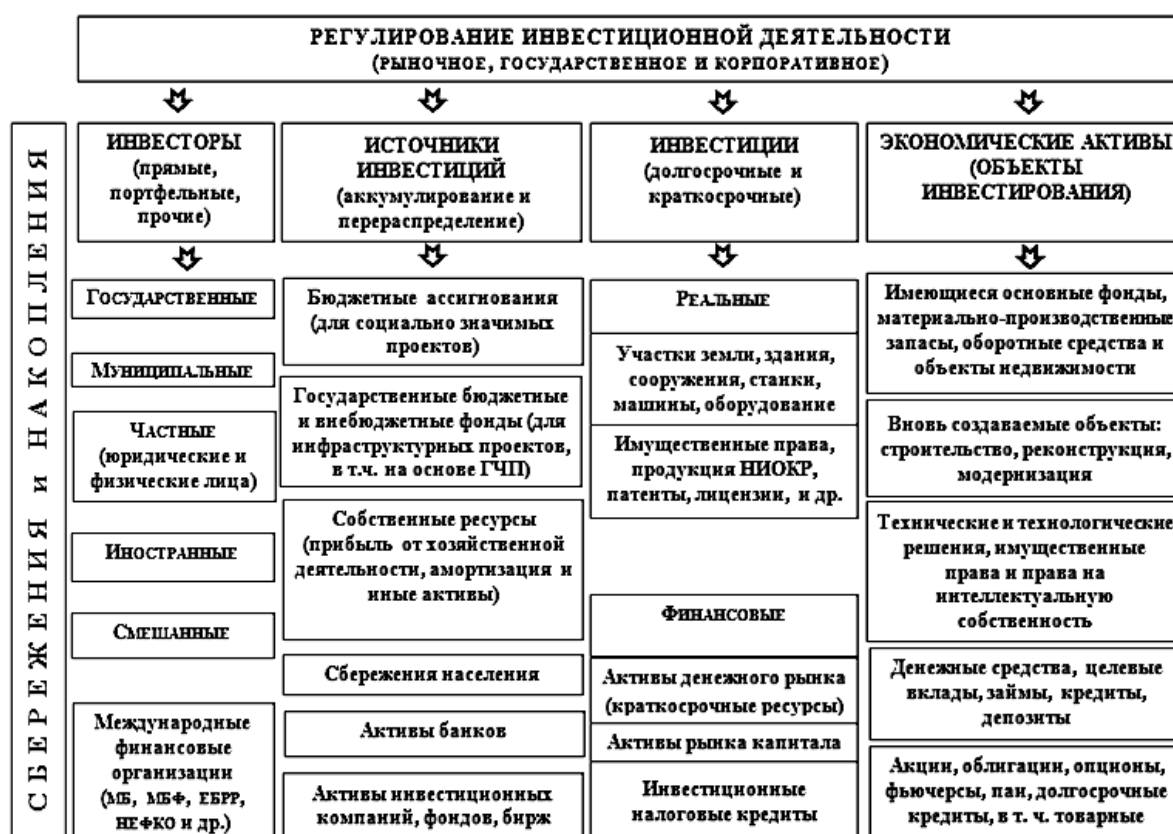 РЕГУЛИРОВАНИЕ ИНВЕСТИЦИОННОЙ ДЕЯТЕЛЬНОСТИ
(РЫНОЧНОЕ, ГОСУДАРСТВЕННОЕ И КОРПОРАТИВНОЕ)
СБЕРЕЖЕНИЯ и НАКОПЛЕНИЯ
ИНВЕСТОРЫ
(прямые,
портфельные,
прочие)
ГОСУДАРСТВЕННЫЕ
МУНИЦИПАЛЬНЫЕ
ЧАСТНЫЕ
(юридические и
физические лица)
ИНОСТРАННЫЕ
СМЕШАННЫЕ
Международные
финансовые
организации
(МБ, МБФ, ЕБРР,
НЕФКО и др.)
ИСТОЧНИКИ
ИНВЕСТИЦИЙ
(аккумулирование и
перераспределение)
Бюджетные ассигнования
(для социально значимых
проектов)
Государственные бюджетные
и внебюджетные фонды (для
инфраструктурных проектов,
в т.ч. на основе ГЧП)
Собственные ресурсы
(прибыль от хозяйственной
деятельности, амортизация и
иные активы)
Сбережения населения
Активы банков
Активы инвестиционных
компаний, фондов, бирж
ИНВЕСТИЦИИ
(долгосрочные и
краткосрочные)
РЕАЛЬНЫЕ
Участки земли, здания,
сооружения, станки,
машины, оборудование
Имущественные права,
продукция НИОКР,
патенты, лицензии, и др.
ФИНАНСОВЫЕ
Активы денежного рынка
(краткосрочные ресурсы)
Активы рынка капитала
Инвестиционные
налоговые кредиты
ЭКОНОМИЧЕСКИЕ АКТИВЫ
(ОБЪЕКТЫ
ИНВЕСТИРОВАНИЯ)
Имеющиеся основные фонды,
материально-производственные
запасы, оборотные средства и
объекты недвижимости
Вновь создаваемые объекты:
строительство, реконструкция,
модернизация
Технические и технологические
решения, имущественные
права и права на
интеллектуальную
собственность
Денежные средства, целевые
вклады, займы, кредиты,
депозиты
Акции, облигации, опционы,
фьючерсы, паи, долгосрочные
кредиты, в т. ч. товарные